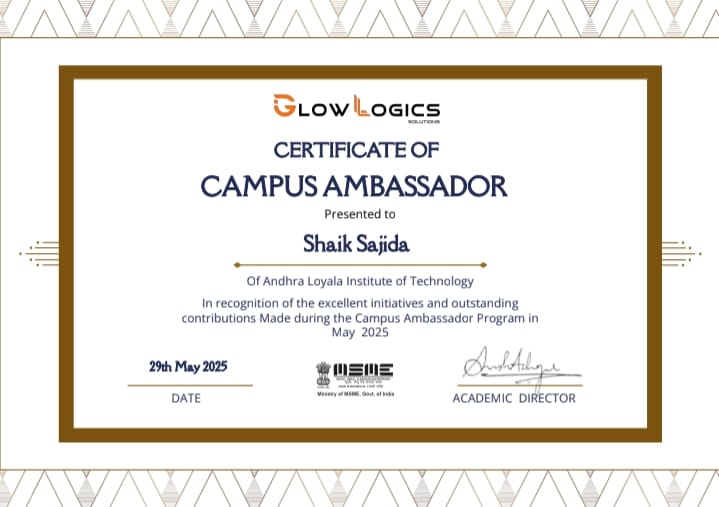 GLOW LOGICS
SOLUTIONS
CERTIFICATE OF
CAMPUS AMBASSADOR
Presented to
Shaik Sajida
Of Andhra Loyala Institute of Technology
In recognition of the excellent initiatives and outstanding
contributions Made during the Campus Ambassador Program in
May 2025
29th May 2025
DATE
MSME
Ministry of MSME, Govt. of India
ACADEMIC DIRECTOR